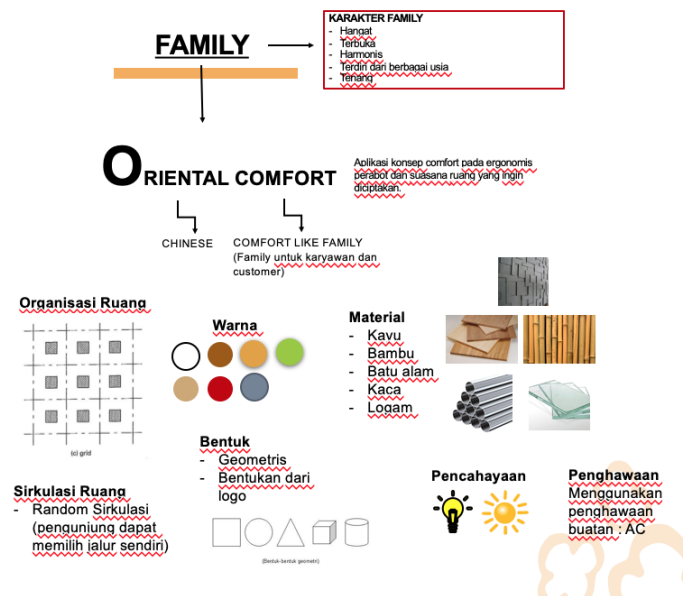 FAMILY
KARAKTER FAMILY
- Hangat
- Terbuka
- Harmonis
- Terdiri dari berbagai usia
- Tenang
ORIENTAL COMFORT
Aplikasi konsep comfort pada ergonomis
perabot dan suasana ruang yang ingin
diciptakan.
CHINESE
COMFORT LIKE FAMILY
(Family untuk karyawan dan
customer)
Organisasi Ruang
(c) grid
Warna
Material
- Kayu
- Bambu
- Batu alam
- Kaca
- Logam
Bentuk
- Geometris
- Bentukan dari
logo
(Bentuk-bentuk geometri)
Sirkulasi Ruang
- Random Sirkulasi
(pengunjung dapat
memilih jalur sendiri)
Pencahayaan
Penghawaan
Menggunakan
penghawaan
buatan : AC